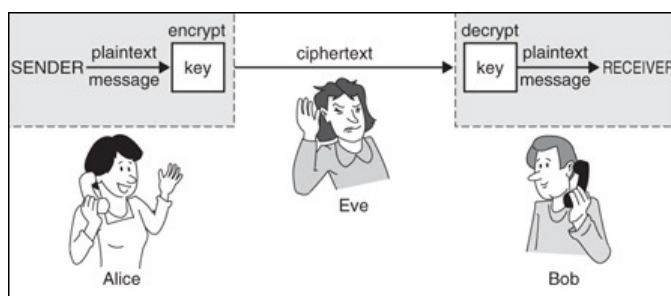 encrypt
decrypt
plaintext
ciphertext
plaintext
SENDER
key
key
RECEIVER
message
message
Eve
Alice
Bob